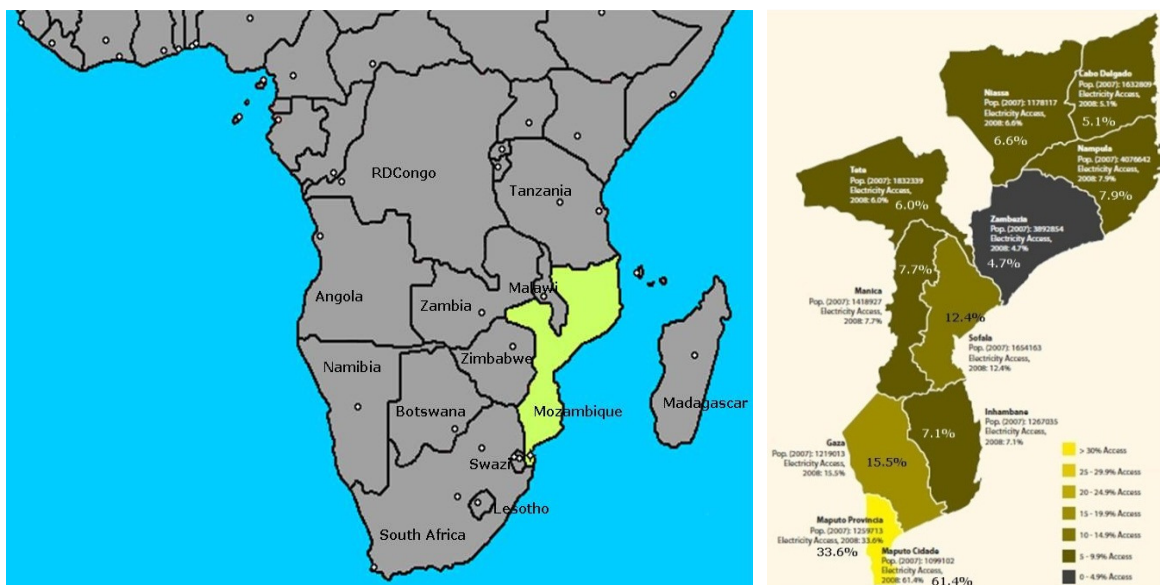 RDCongo
Tanzania
Angola
Zambia
Malawi
Namibia
Zimbabwe
Botswana
Mozambique
Madagascar
Swazi
Lesotho
South Africa
Cabo Delgado
Pop. (2007): 1632809
Electricity Access,
2008: 5.1%
5.1%
Niassa
Pop. (2007): 1178117
Electricity Access,
2008: 6.6%
6.6%
Nampula
Pop. (2007): 4076642
Electricity Access,
2008: 7.9%
7.9%
Tete
Pop. (2007): 1832339
Electricity Access,
2008: 6.0%
6.0%
Zambezia
Pop. (2007): 3892854
Electricity Access,
2008: 4.7%
4.7%
7.7%
Manica
Pop. (2007): 1418927
Electricity Access,
2008: 7.7%
12.4%
Sofala
Pop. (2007): 1654163
Electricity Access,
2008: 12.4%
Inhambane
Pop. (2007): 1267035
Electricity Access,
2008: 7.1%
7.1%
Gaza
Pop. (2007): 1219013
Electricity Access,
2008: 15.5%
15.5%
Maputo Provincia
Pop. (2007): 1259713
Electricity Access, 2008: 33.6%
33.6%
Maputo Cidade
Pop. (2007): 1099102
Electricity Access,
2008: 61.4%
61.4%
> 30% Access
25 - 29.9% Access
20 - 24.9% Access
15 - 19.9% Access
10 - 14.9% Access
5 - 9.9% Access
0 - 4.9% Access